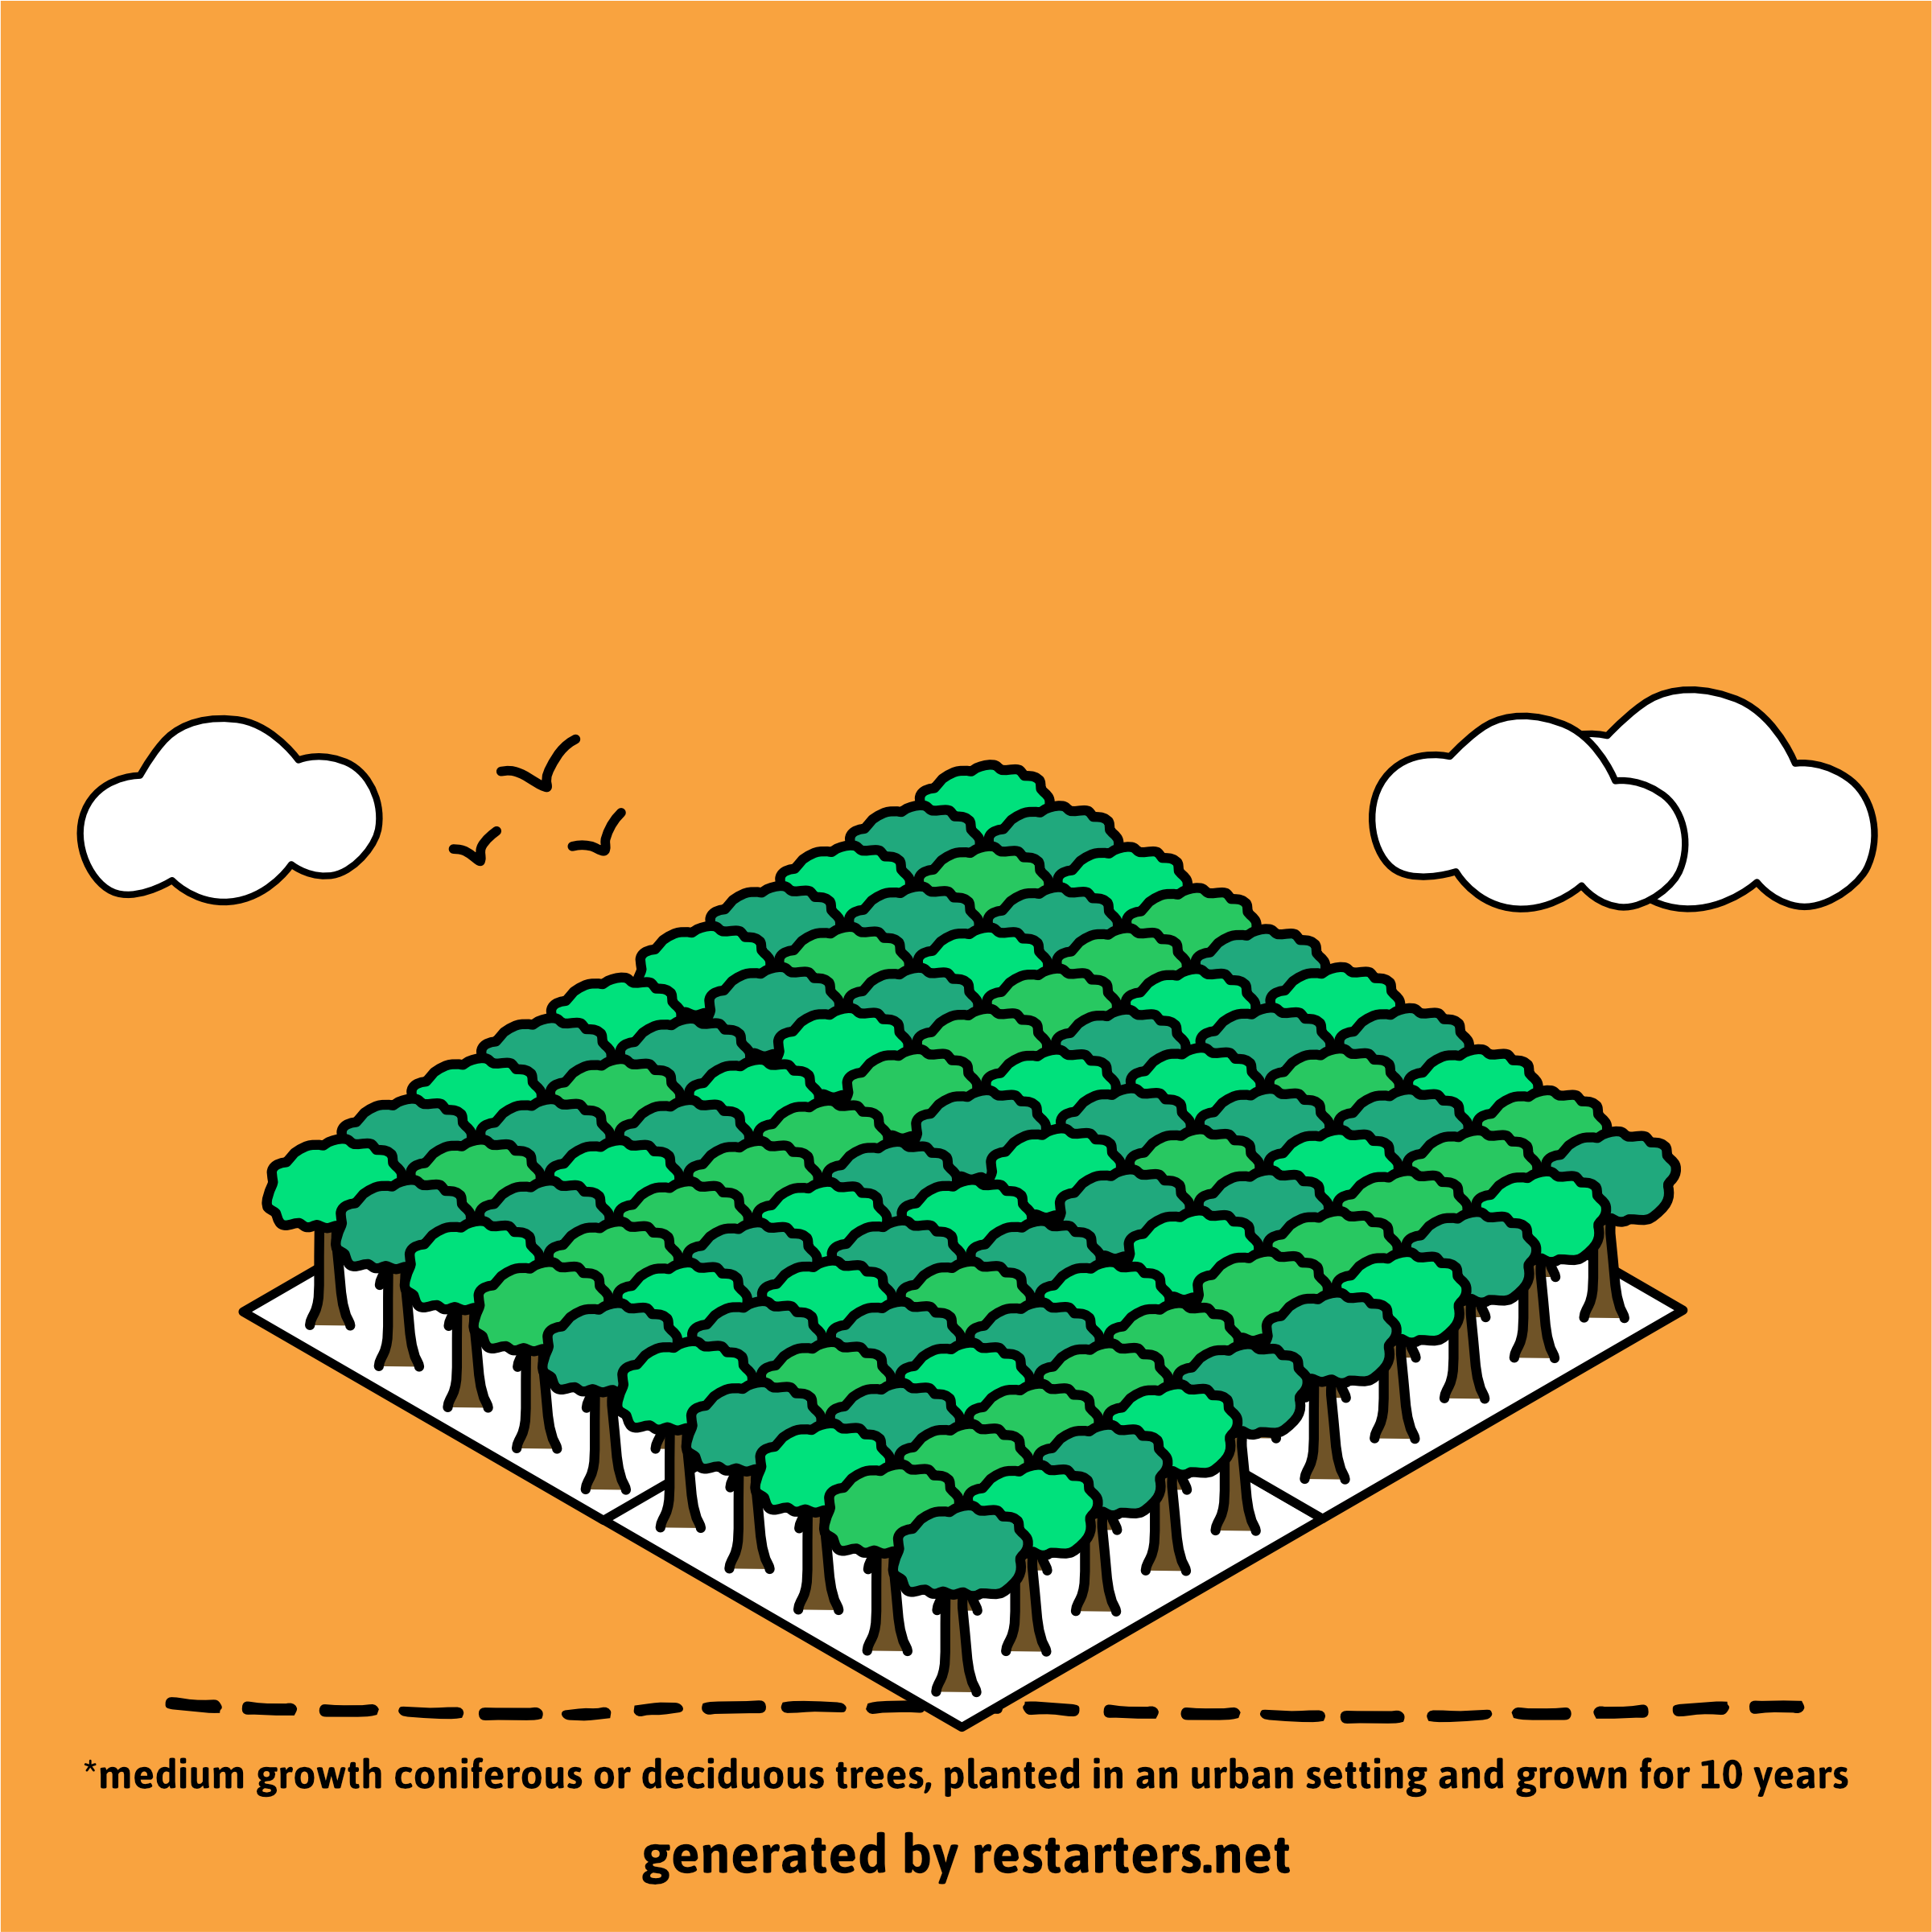 *medium growth coniferous or deciduous trees, planted in an urban setting and grown for 10 years
generated by restarters.net